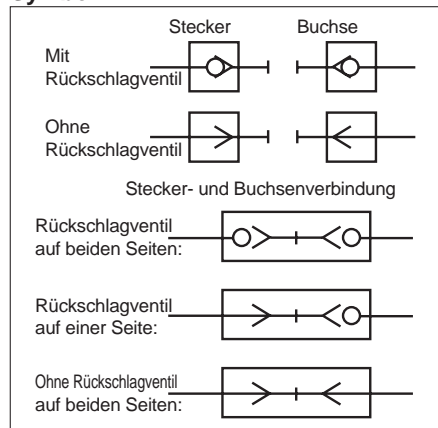 Stecker
Buchse
Mit
Rückschlagventil
Ohne
Rückschlagventil
Stecker- und Buchsenverbindung
Rückschlagventil
auf beiden Seiten:
Rückschlagventil
auf einer Seite:
Ohne Rückschlagventil
auf beiden Seiten: